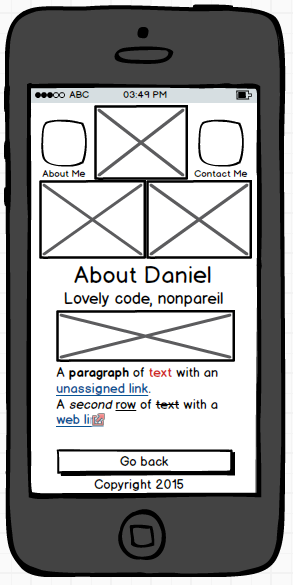 ABC 03:49 PM
About Me Contact Me
About Daniel
Lovely code, nonpareil
A paragraph of text with an
unassigned link.
A second row of text with a
web li
Go back
Copyright 2015